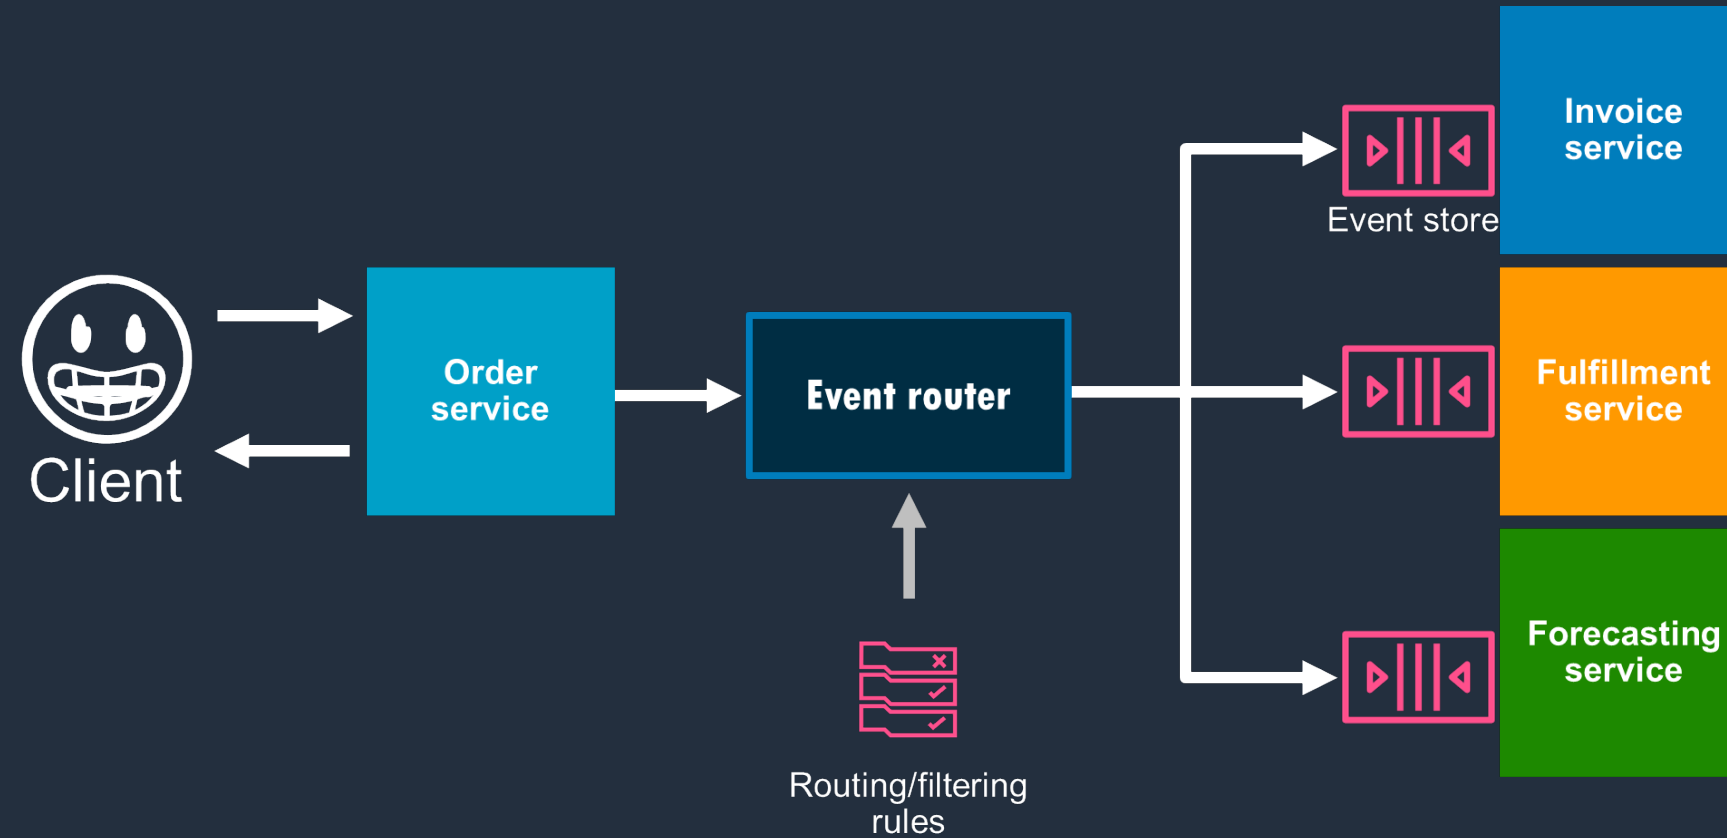 Client
Order
service
Event router
Routing/filtering
rules
Event store
Invoice
service
Fulfillment
service
Forecasting
service